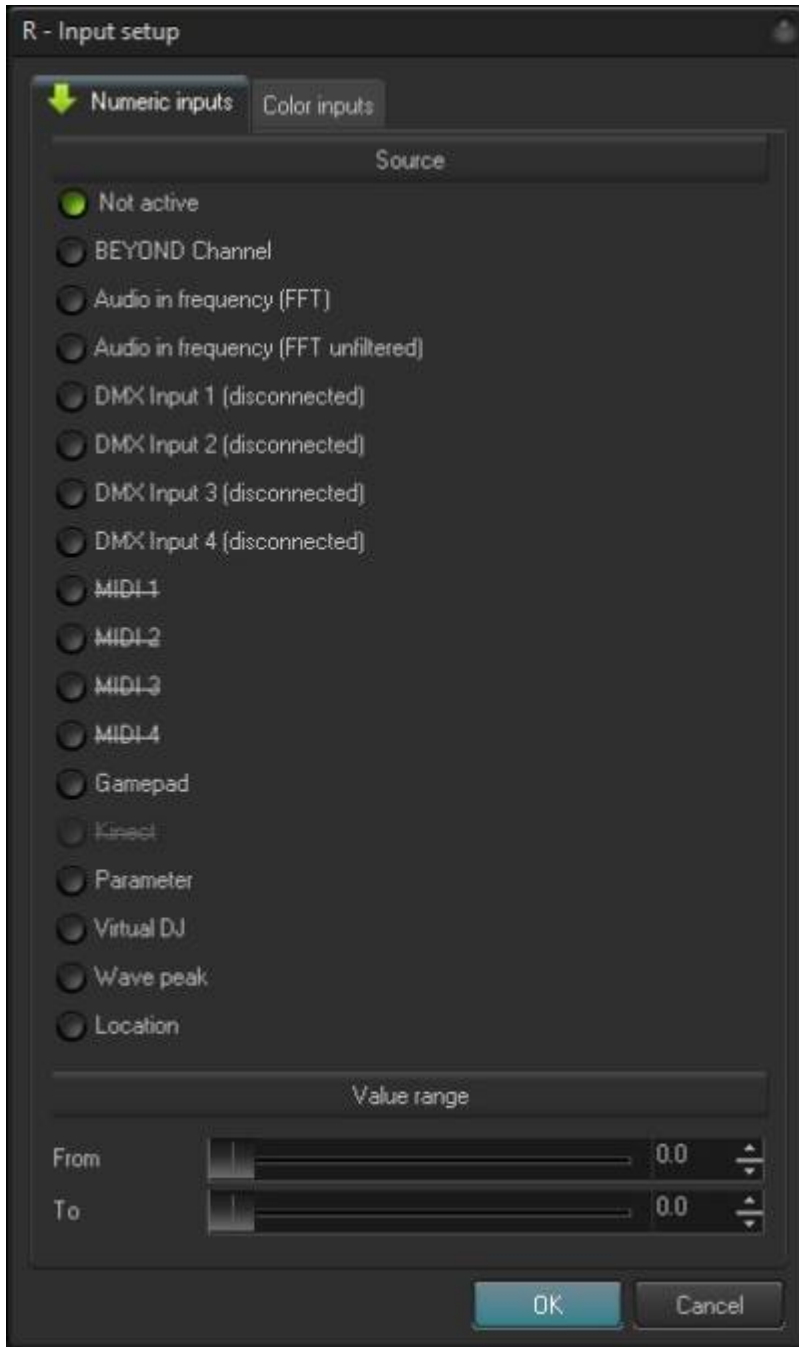 R - Input setup
Numeric inputs Color inputs
Source
Not active
BEYOND Channel
Audio in frequency (FFT)
Audio in frequency (FFT unfiltered)
DMX Input 1 (disconnected)
DMX Input 2 (disconnected)
DMX Input 3 (disconnected)
DMX Input 4 (disconnected)
MIDI 1
MIDI 2
MIDI 3
MIDI 4
Gamepad
Kinect
Parameter
Virtual DJ
Wave peak
Location
Value range
From 0.0
To 0.0
OK Cancel